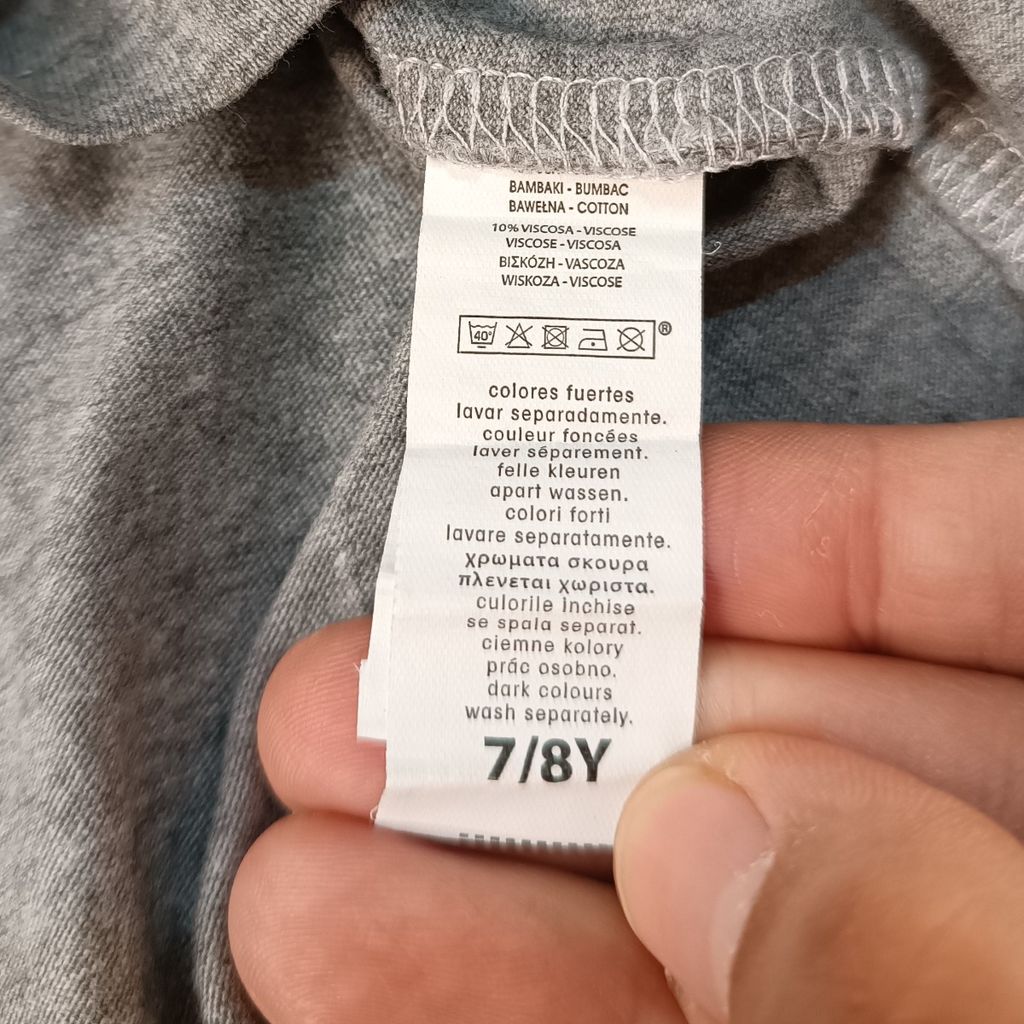 BAMBAKI - BUMBAC
BAWEŁNA - COTTON
10% VISCOSA - VISCOSE
VISCOSE - VISCOSA
ΒΙΣΚÓΖΗ - VASCOZA
WISKOZA - VISCOSE
40° ®
colores fuertes
lavar separadamente.
couleur foncées
laver séparement.
felle kleuren
apart wassen.
colori forti
lavare separatamente.
χρωματα σκουρα
πλενεται χωριστα.
culorile inchise
se spala separat.
ciemne kolory
prác osobno.
dark colours
wash separately.
7/8Y